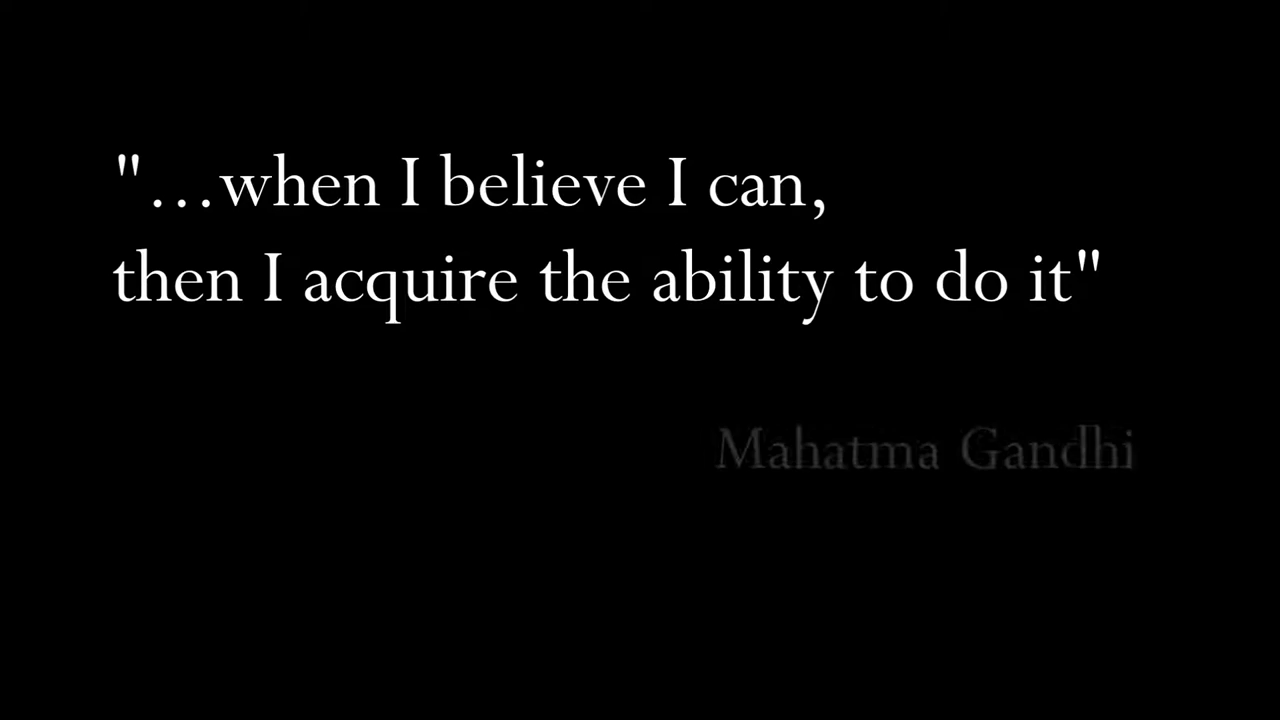 "...when I believe I can,
then I acquire the ability to do it"
Mahatma Gandhi